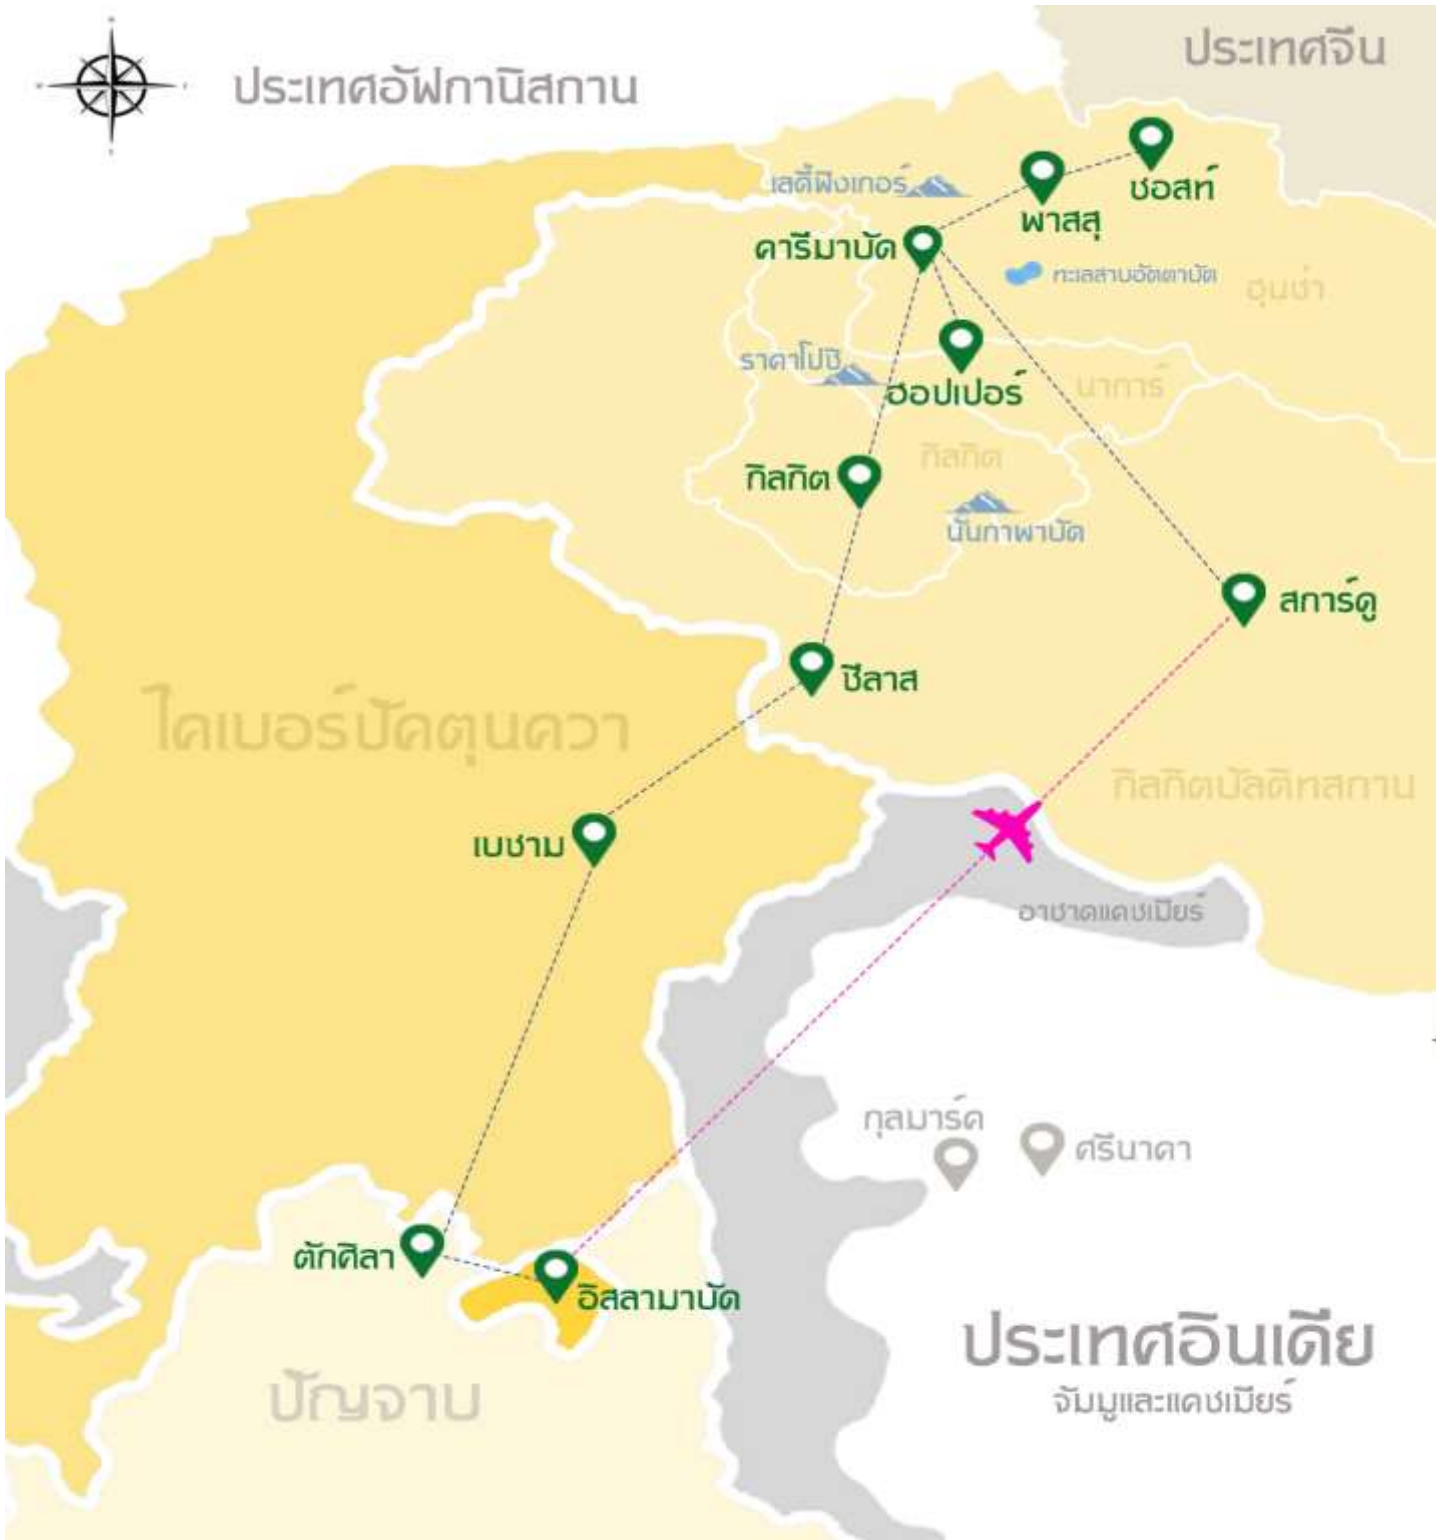 ประเทศจีน
ประเทศอัฟกานิสถาน
เลดี้ฟิงเกอร์
ซอสท์
พาสสุ
คารีมาบัด
ทะเลสาบอัตตาบัด
ฮุนซ่า
ราคาโปชิ
ฮอปเปอร์
นาการ์
กิลกิต
กิลกิต
นันกาพาบัต
สการ์ดู
ชีลาส
ไคเบอร์ปัคตุนควา
กิลกิตบัลติทสถาน
เบชาม
อาซาดแคชเมียร์
กุลมาร์ค
ศรีนาคา
ตักศิลา
อิสลามาบัด
ประเทศอินเดีย
จัมมูและแคชเมียร์
ปัญจาบ